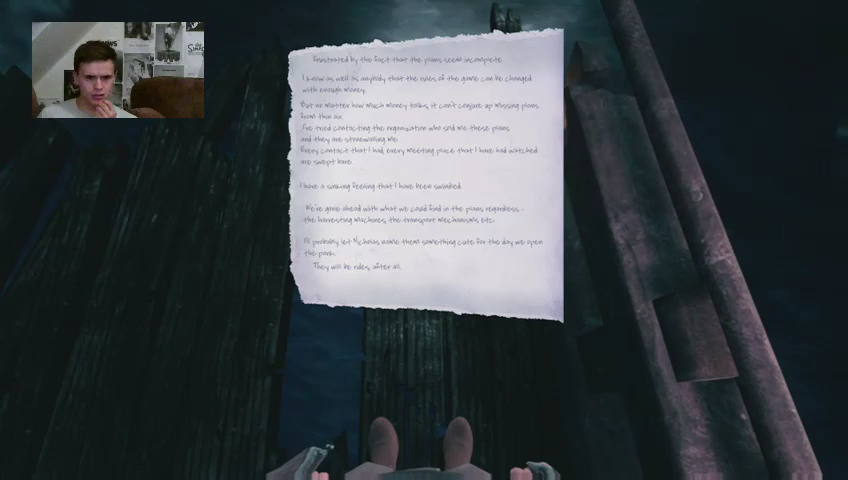 Frustrated by the fact that the plans seem incomplete.
I know as well as anybody that the rules of the game can be changed
with enough money.
But no matter how much money talks, it can't conjure up missing plans
from thin air.
I've tried contacting the organisation who sold me these plans
and they are stonewalling me.
Every contact that I had, every meeting place that I have had watched
are swept bare.
I have a sinking feeling that I have been swindled.
We've gone ahead with what we could find in the plans regardless -
the harvesting machines, the transport mechanisms etc.
I'll probably let Nicholas name them something cute for the day we open
the park.
They will be rides, after all.